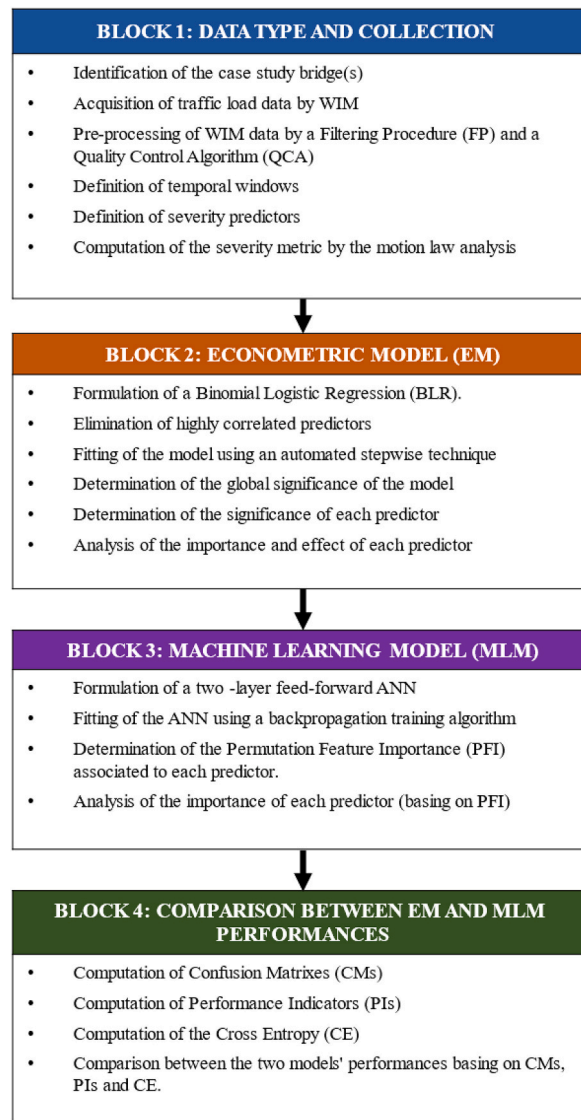 BLOCK 1: DATA TYPE AND COLLECTION
• Identification of the case study bridge(s)
• Acquisition of traffic load data by WIM
• Pre-processing of WIM data by a Filtering Procedure (FP) and a
Quality Control Algorithm (QCA)
• Definition of temporal windows
• Definition of severity predictors
• Computation of the severity metric by the motion law analysis
BLOCK 2: ECONOMETRIC MODEL (EM)
• Formulation of a Binomial Logistic Regression (BLR).
• Elimination of highly correlated predictors
• Fitting of the model using an automated stepwise technique
• Determination of the global significance of the model
• Determination of the significance of each predictor
• Analysis of the importance and effect of each predictor
BLOCK 3: MACHINE LEARNING MODEL (MLM)
• Formulation of a two -layer feed-forward ANN
• Fitting of the ANN using a backpropagation training algorithm
• Determination of the Permutation Feature Importance (PFI)
associated to each predictor.
• Analysis of the importance of each predictor (basing on PFI)
BLOCK 4: COMPARISON BETWEEN EM AND MLM
PERFORMANCES
• Computation of Confusion Matrixes (CMs)
• Computation of Performance Indicators (PIs)
• Computation of the Cross Entropy (CE)
• Comparison between the two models' performances basing on CMs,
PIs and CE.